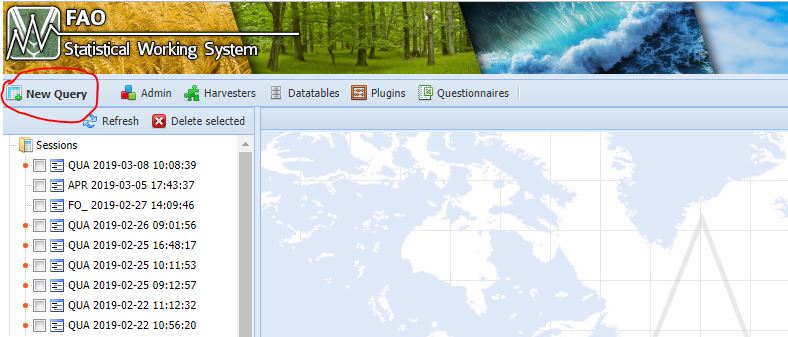 FAO
Statistical Working System
New Query Admin Harvesters Datatables Plugins Questionnaires
Refresh Delete selected
Sessions
QUA 2019-03-08 10:08:39
APR 2019-03-05 17:43:37
FO_ 2019-02-27 14:09:46
QUA 2019-02-26 09:01:56
QUA 2019-02-25 16:48:17
QUA 2019-02-25 10:11:53
QUA 2019-02-25 09:12:57
QUA 2019-02-22 11:12:32
QUA 2019-02-22 10:56:20